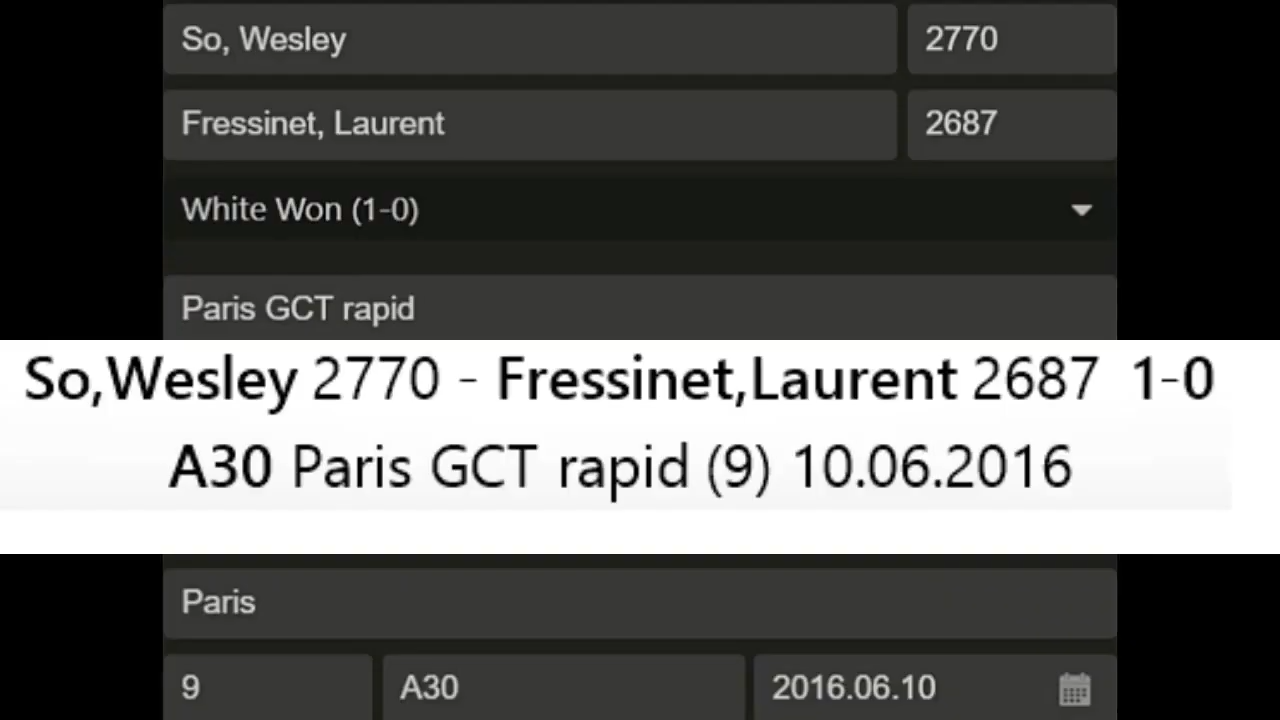 So, Wesley 2770
Fressinet, Laurent 2687
White Won (1-0)
Paris GCT rapid
So,Wesley 2770 - Fressinet,Laurent 2687 1-0
A30 Paris GCT rapid (9) 10.06.2016
Paris
9 A30 2016.06.10